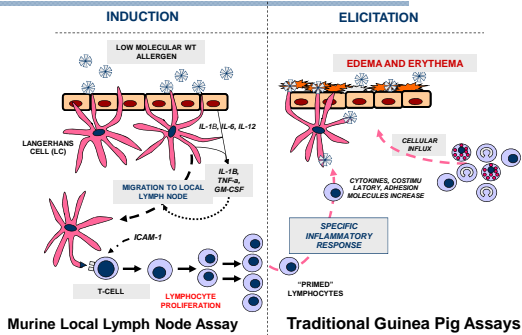 INDUCTION
ELICITATION
LOW MOLECULAR WT
ALLERGEN
EDEMA AND ERYTHEMA
LANGERHANS
CELL (LC)
IL-1B, IL-6, IL-12
IL-1B,
TNF-a,
GM-CSF
MIGRATION TO LOCAL
LYMPH NODE
CELLULAR
INFLUX
CYTOKINES, COSTIMU
LATORY, ADHESION
MOLECULES INCREASE
ICAM-1
SPECIFIC
INFLAMMATORY
RESPONSE
T-CELL
LYMPHOCYTE
PROLIFERATION
"PRIMED"
LYMPHOCYTES
Murine Local Lymph Node Assay
Traditional Guinea Pig Assays